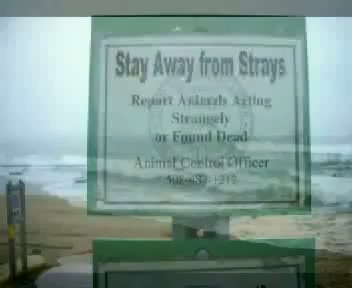 Stay Away from Strays
Report Animals Acting
Strangely
or Found Dead
Animal Control Officer